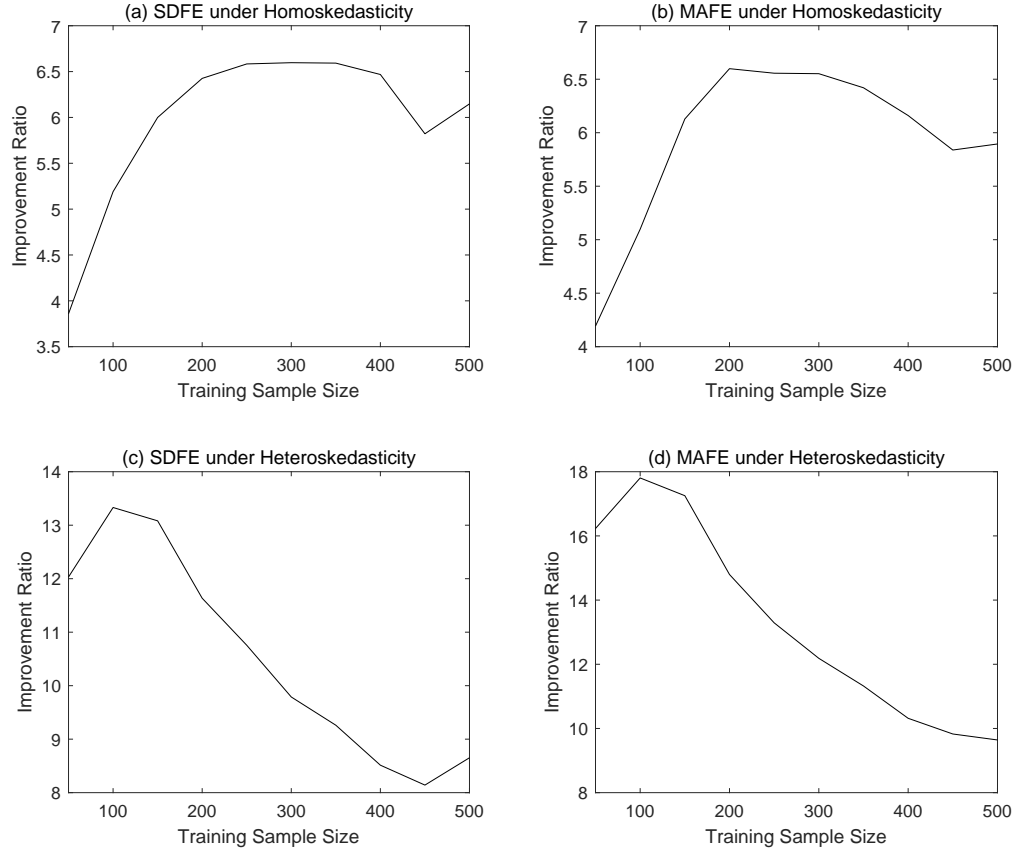 (a) SDFE under Homoskedasticity
7
6.5
6
5.5
5
4.5
4
3.5
Improvement Ratio
100 200 300 400 500
Training Sample Size
(b) MAFE under Homoskedasticity
7
6.5
6
5.5
5
4.5
4
Improvement Ratio
100 200 300 400 500
Training Sample Size
(c) SDFE under Heteroskedasticity
14
13
12
11
10
9
8
Improvement Ratio
100 200 300 400 500
Training Sample Size
(d) MAFE under Heteroskedasticity
18
16
14
12
10
8
Improvement Ratio
100 200 300 400 500
Training Sample Size